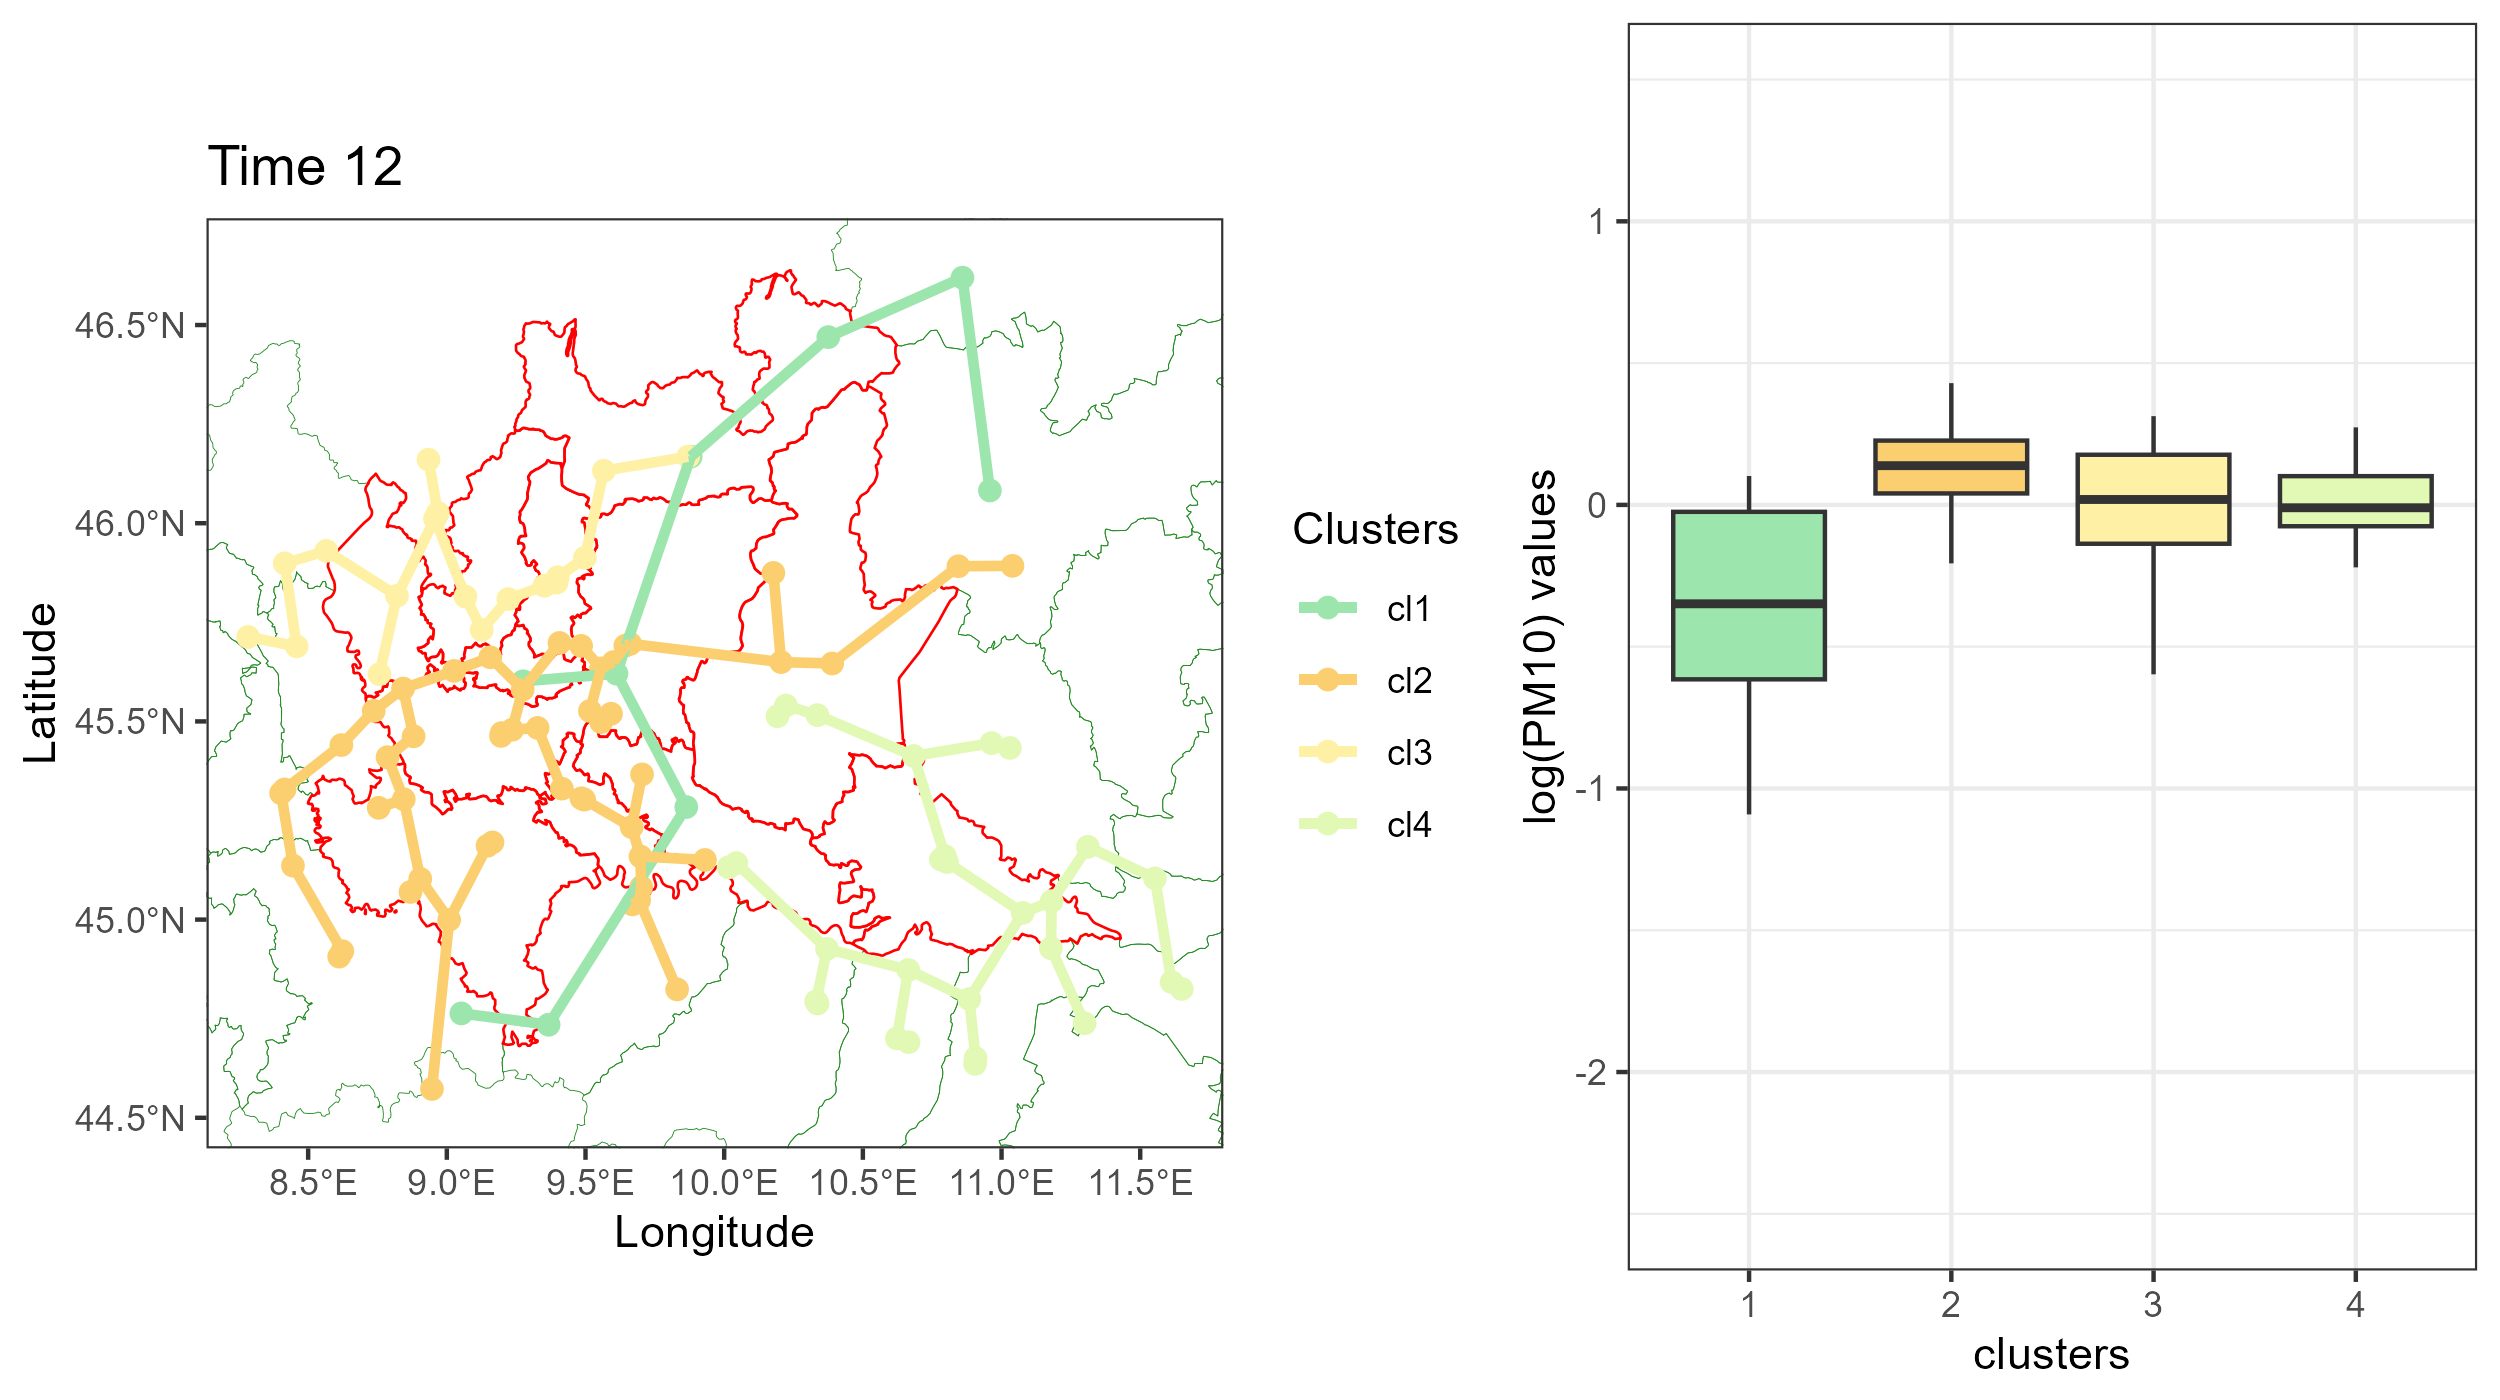 Time 12
46.5°N
46.0°N
45.5°N
45.0°N
44.5°N
Latitude
8.5°E 9.0°E 9.5°E 10.0°E 10.5°E 11.0°E 11.5°E
Longitude
Clusters
cl1
cl2
cl3
cl4
log(PM10) values
1
0
-1
-2
1 2 3 4
clusters